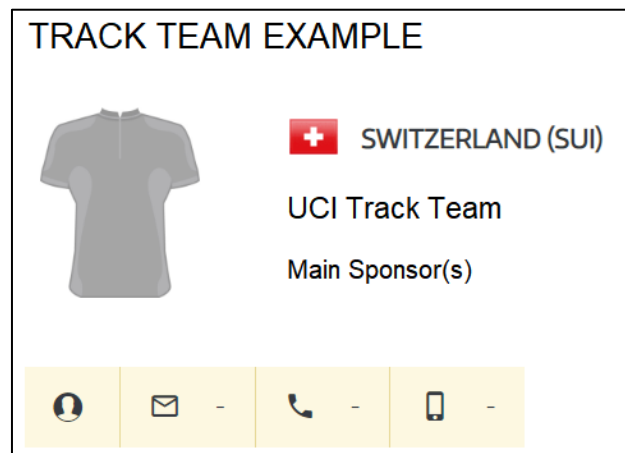 TRACK TEAM EXAMPLE
SWITZERLAND (SUI)
UCI Track Team
Main Sponsor(s)
- - -